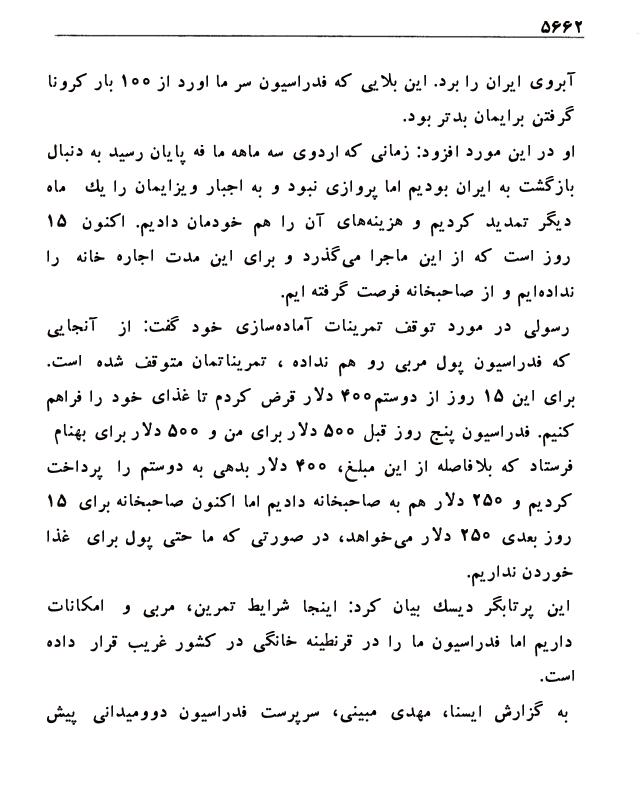 ۵۶۶۲
آبروی ایران را برد. این بلایی که فدراسیون سر ما اورد از ۱۰۰ بار کرونا
گرفتن برایمان بدتر بود.
او در این مورد افزود: زمانی که اردوی سه ماهه ما فه پایان رسید به دنبال
بازگشت به ایران بودیم اما پروازی نبود و به اجبار ویزایمان را یك ماه
دیگر تمدید کردیم و هزینه‌های آن را هم خودمان دادیم. اکنون ۱۵
روز است که از این ماجرا می‌گذرد و برای این مدت اجاره خانه را
نداده‌ایم و از صاحبخانه فرصت گرفته ایم.
رسولی در مورد توقف تمرینات آماده‌سازی خود گفت: از آنجایی
که فدراسیون پول مربی رو هم نداده ، تمریناتمان متوقف شده است.
برای این ۱۵ روز از دوستم۴۰۰ دلار قرض کردم تا غذای خود را فراهم
کنیم. فدراسیون پنج روز قبل ۵۰۰ دلار برای من و ۵۰۰ دلار برای بهنام
فرستاد که بلافاصله از این مبلغ، ۴۰۰ دلار بدهی به دوستم را پرداخت
کردیم و ۲۵۰ دلار هم به صاحبخانه دادیم اما اکنون صاحبخانه برای ۱۵
روز بعدی ۲۵۰ دلار می‌خواهد، در صورتی که ما حتی پول برای غذا
خوردن نداریم.
این پرتابگر دیسك بیان کرد: اینجا شرایط تمرین، مربی و امکانات
داریم اما فدراسیون ما را در قرنطینه خانگی در کشور غریب قرار داده
است.
به گزارش ایسنا، مهدی مبینی، سرپرست فدراسیون دوومیدانی پیش